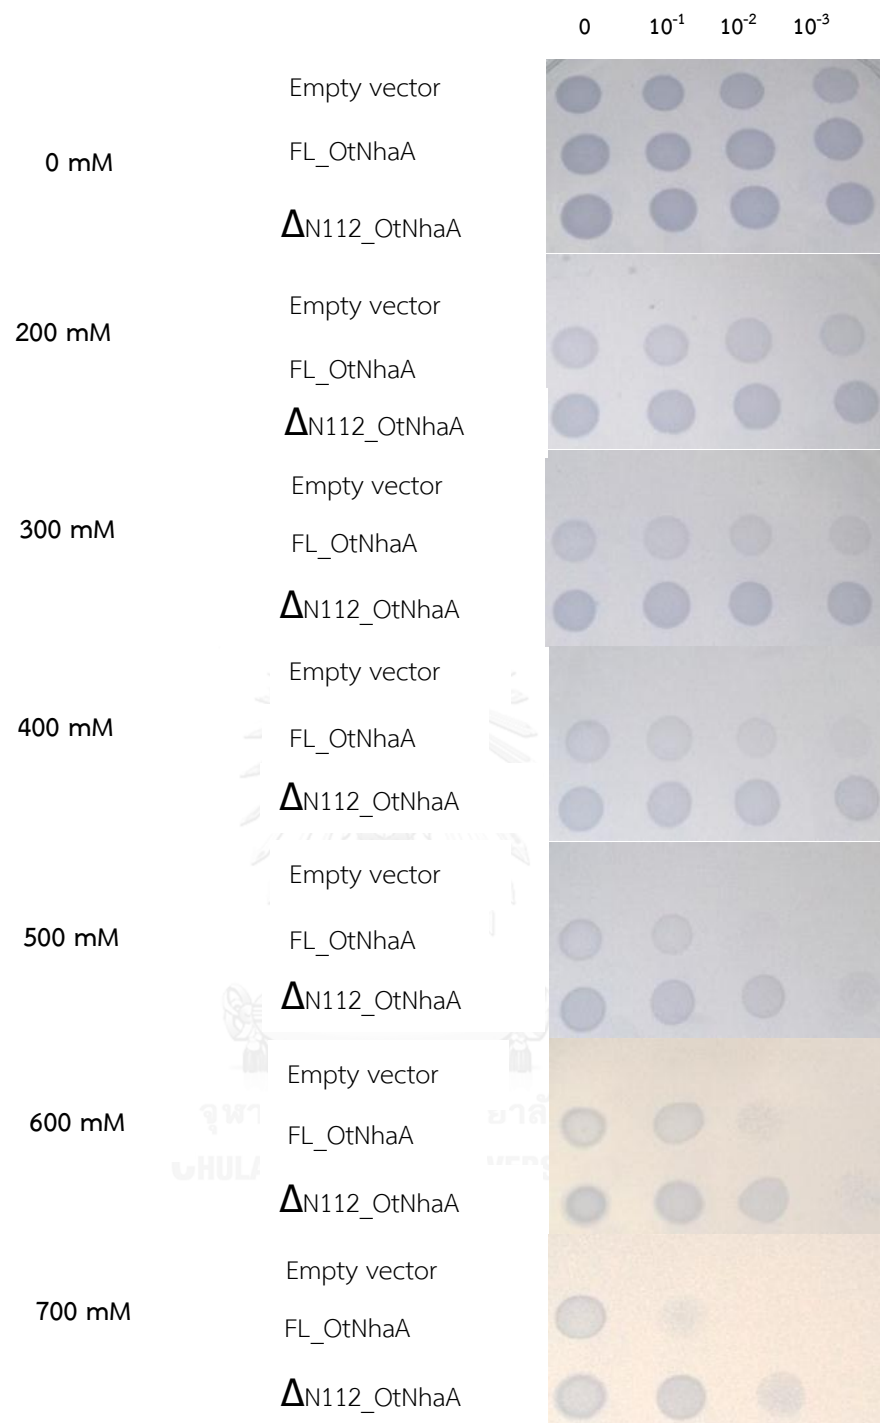 0 10-1 10-2 10-3
Empty vector
0 mM
FL_OtNhaA
ΔN112_OtNhaA
Empty vector
200 mM
FL_OtNhaA
ΔN112_OtNhaA
Empty vector
300 mM
FL_OtNhaA
ΔN112_OtNhaA
Empty vector
400 mM
FL_OtNhaA
ΔN112_OtNhaA
Empty vector
500 mM
FL_OtNhaA
ΔN112_OtNhaA
Empty vector
600 mM
FL_OtNhaA
ΔN112_OtNhaA
Empty vector
700 mM
FL_OtNhaA
ΔN112_OtNhaA